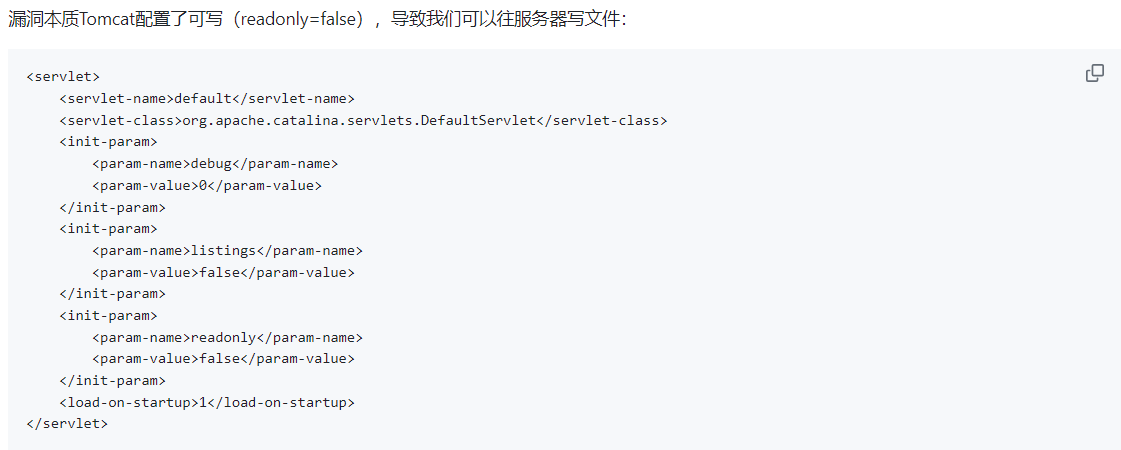 漏洞本质Tomcat配置了可写（readonly=false），导致我们可以往服务器写文件：
<servlet>
    <servlet-name>default</servlet-name>
    <servlet-class>org.apache.catalina.servlets.DefaultServlet</servlet-class>
    <init-param>
        <param-name>debug</param-name>
        <param-value>0</param-value>
    </init-param>
    <init-param>
        <param-name>listings</param-name>
        <param-value>false</param-value>
    </init-param>
    <init-param>
        <param-name>readonly</param-name>
        <param-value>false</param-value>
    </init-param>
    <load-on-startup>1</load-on-startup>
</servlet>